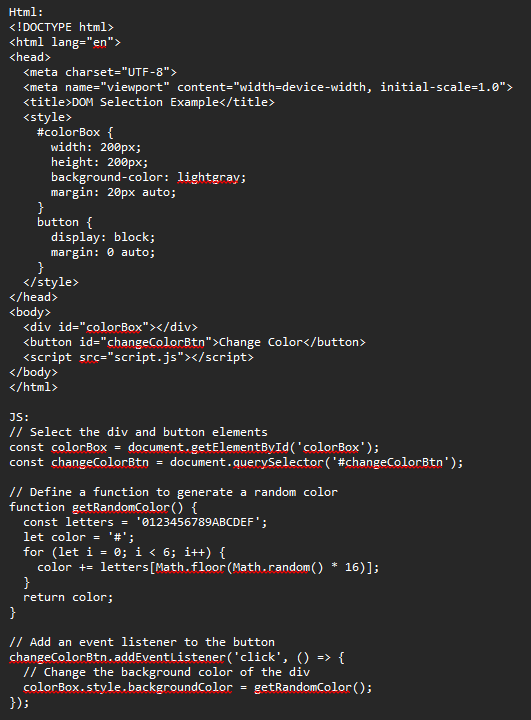 Html:
<!DOCTYPE html>
<html lang="en">
<head>
  <meta charset="UTF-8">
  <meta name="viewport" content="width=device-width, initial-scale=1.0">
  <title>DOM Selection Example</title>
  <style>
    #colorBox {
      width: 200px;
      height: 200px;
      background-color: lightgray;
      margin: 20px auto;
    }
    button {
      display: block;
      margin: 0 auto;
    }
  </style>
</head>
<body>
  <div id="colorBox"></div>
  <button id="changeColorBtn">Change Color</button>
  <script src="script.js"></script>
</body>
</html>

JS:
// Select the div and button elements
const colorBox = document.getElementById('colorBox');
const changeColorBtn = document.querySelector('#changeColorBtn');

// Define a function to generate a random color
function getRandomColor() {
  const letters = '0123456789ABCDEF';
  let color = '#';
  for (let i = 0; i < 6; i++) {
    color += letters[Math.floor(Math.random() * 16)];
  }
  return color;
}

// Add an event listener to the button
changeColorBtn.addEventListener('click', () => {
  // Change the background color of the div
  colorBox.style.backgroundColor = getRandomColor();
});